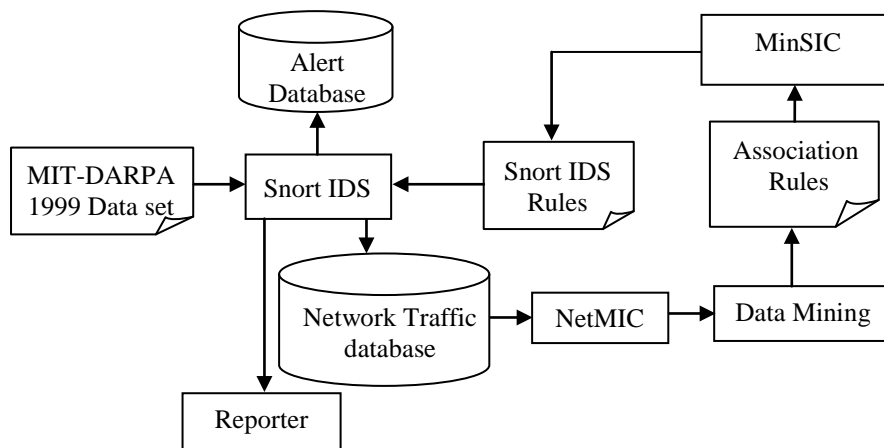 MinSIC
Alert
Database
MIT-DARPA
1999 Data set
Snort IDS
Snort IDS
Rules
Association
Rules
Network Traffic
database
NetMIC
Data Mining
Reporter